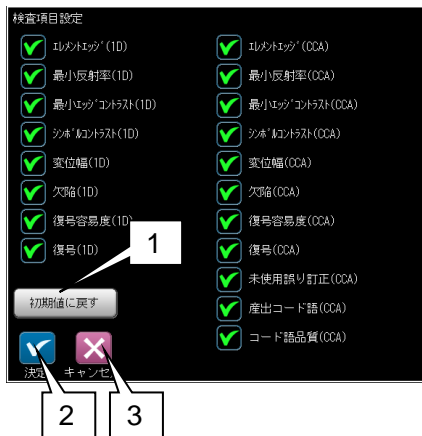 検査項目設定
ｴﾚﾒﾝﾄｴｯｼﾞ(1D)
最小反射率(1D)
最小ｴｯｼﾞｺﾝﾄﾗｽﾄ(1D)
ｼﾝﾎﾞﾙｺﾝﾄﾗｽﾄ(1D)
変位幅(1D)
欠陥(1D)
復号容易度(1D)
復号(1D)
ｴﾚﾒﾝﾄｴｯｼﾞ(CCA)
最小反射率(CCA)
最小ｴｯｼﾞｺﾝﾄﾗｽﾄ(CCA)
ｼﾝﾎﾞﾙｺﾝﾄﾗｽﾄ(CCA)
変位幅(CCA)
欠陥(CCA)
復号容易度(CCA)
復号(CCA)
未使用誤り訂正(CCA)
産出コード語(CCA)
コード語品質(CCA)
1
初期値に戻す
決定
キャンセル
2
3